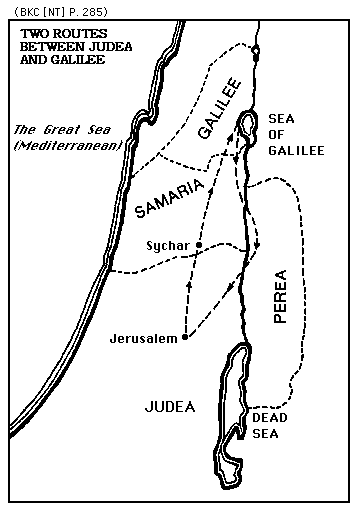 (BKC [NT] P. 285)
TWO ROUTES
BETWEEN JUDEA
AND GALILEE
The Great Sea
(Mediterranean)
GALILEE
SEA
OF
GALILEE
SAMARIA
Sychar
PEREA
Jerusalem
JUDEA
DEAD
SEA